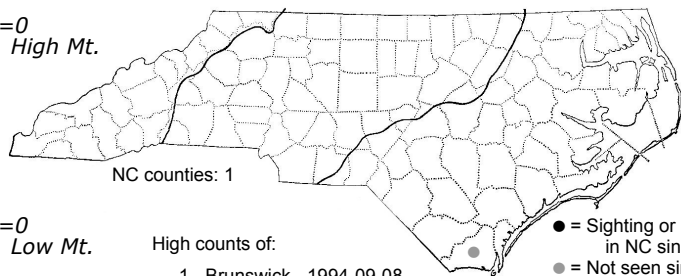 =0
High Mt.
NC counties: 1
=0
Low Mt.
High counts of:
1 - Brunswick - 1994-09-08
● = Sighting or
in NC sin
● = Not seen si